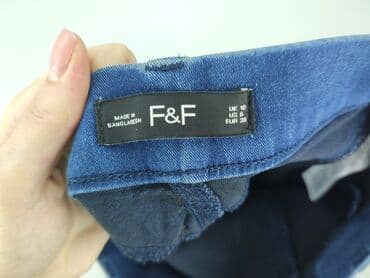 MADE IN
BANGLADESH
F&F
UK 10
US 6
EUR 38